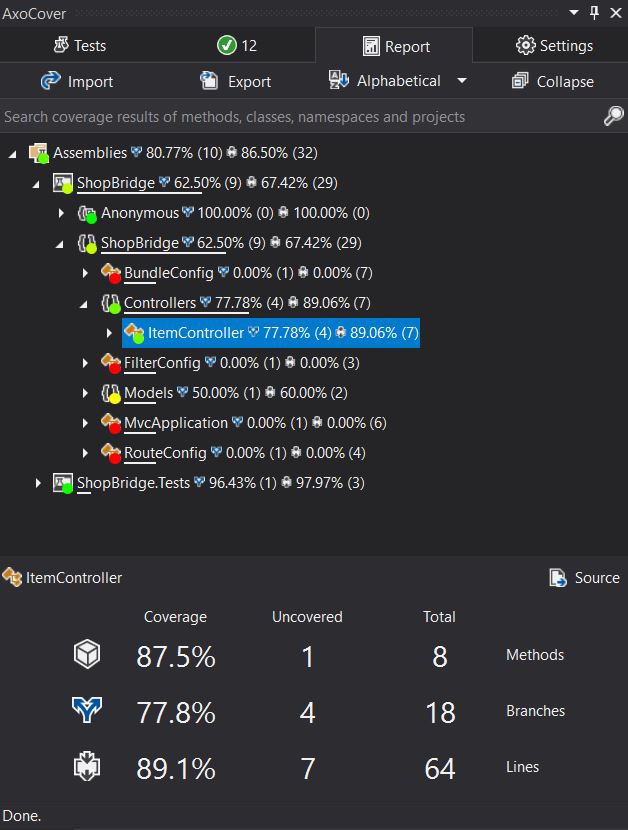 AxoCover
Tests 12 Report Settings
Import Export Alphabetical Collapse
Search coverage results of methods, classes, namespaces and projects
Assemblies 80.77% (10) 86.50% (32)
ShopBridge 62.50% (9) 67.42% (29)
Anonymous 100.00% (0) 100.00% (0)
ShopBridge 62.50% (9) 67.42% (29)
BundleConfig 0.00% (1) 0.00% (7)
Controllers 77.78% (4) 89.06% (7)
ItemController 77.78% (4) 89.06% (7)
FilterConfig 0.00% (1) 0.00% (3)
Models 50.00% (1) 60.00% (2)
MvcApplication 0.00% (1) 0.00% (6)
RouteConfig 0.00% (1) 0.00% (4)
ShopBridge.Tests 96.43% (1) 97.97% (3)
ItemController Source
Coverage Uncovered Total
87.5% 1 8 Methods
77.8% 4 18 Branches
89.1% 7 64 Lines
Done.